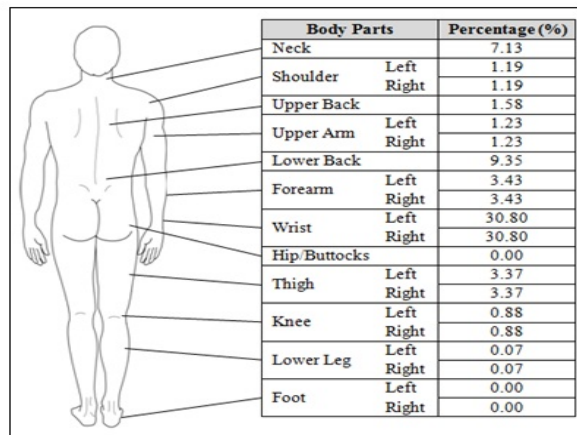 Body Parts Percentage (%)
Neck 7.13
Shoulder Left 1.19
Right 1.19
Upper Back 1.58
Upper Arm Left 1.23
Right 1.23
Lower Back 9.35
Forearm Left 3.43
Right 3.43
Wrist Left 30.80
Right 30.80
Hip/Buttocks 0.00
Thigh Left 3.37
Right 3.37
Knee Left 0.88
Right 0.88
Lower Leg Left 0.07
Right 0.07
Foot Left 0.00
Right 0.00